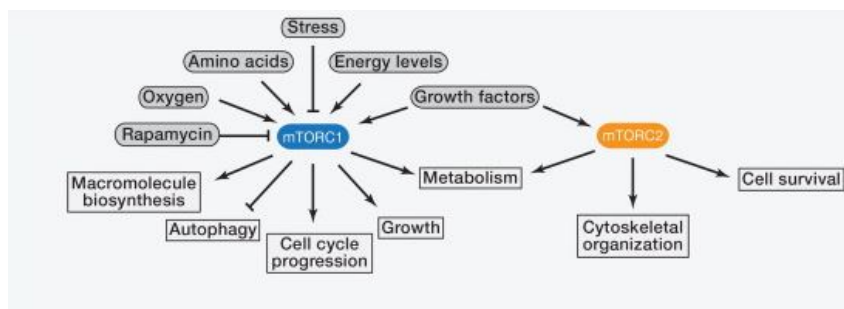 Stress
Amino acids
Energy levels
Oxygen
Growth factors
Rapamycin
mTORC1
mTORC2
Macromolecule
biosynthesis
Metabolism
Cell survival
Autophagy
Growth
Cell cycle
progression
Cytoskeletal
organization